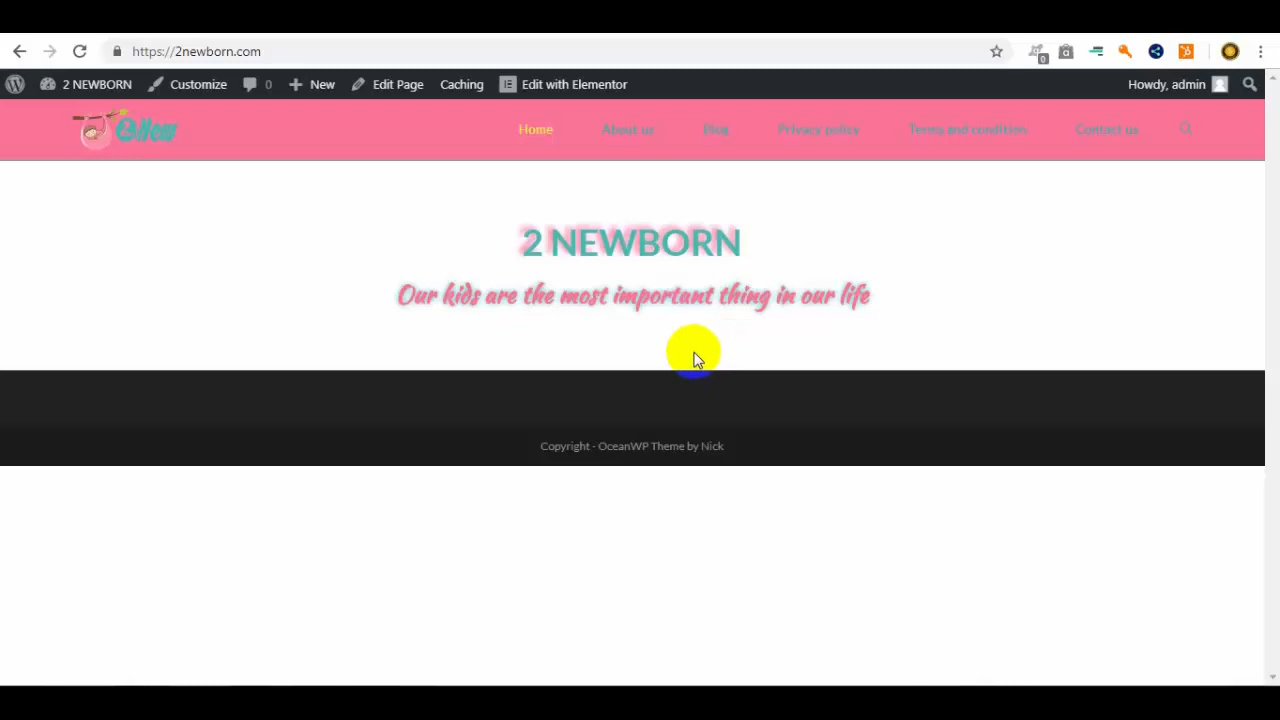 https://2newborn.com
0
2 NEWBORN Customize 0 New Edit Page Caching Edit with Elementor Howdy, admin
2New Home About us Blog Privacy policy Terms and condition Contact us
2 NEWBORN
Our kids are the most important thing in our life
Copyright - OceanWP Theme by Nick